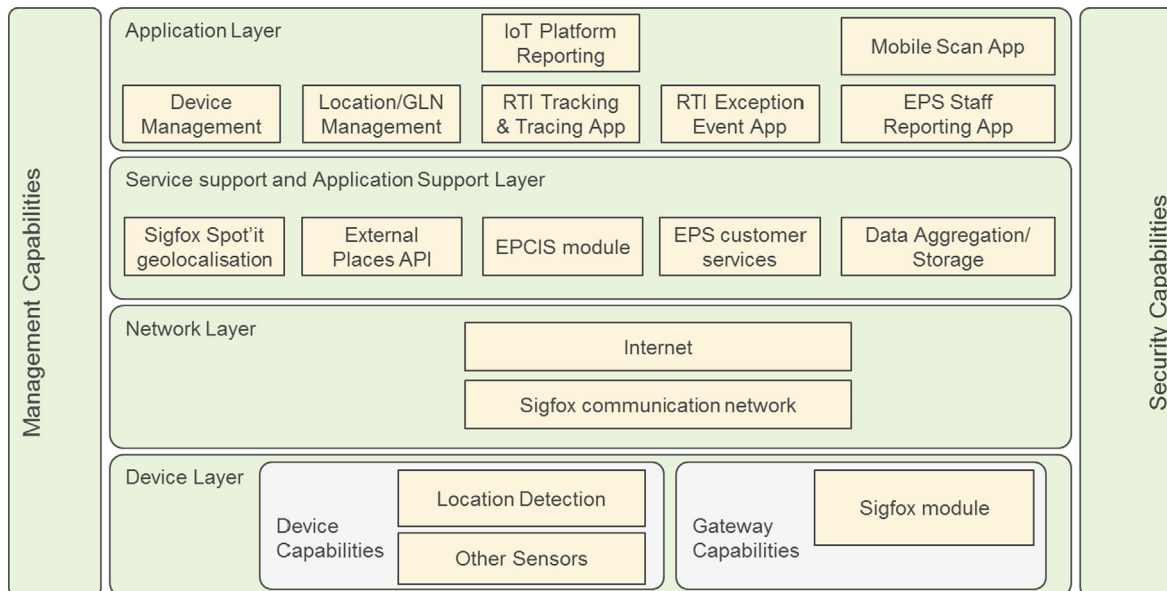 Management Capabilities
Application Layer
IoT Platform
Reporting
Mobile Scan App
Device
Management
Location/GLN
Management
RTI Tracking
& Tracing App
RTI Exception
Event App
EPS Staff
Reporting App
Service support and Application Support Layer
Sigfox Spot'it
geolocalisation
External
Places API
EPCIS module
EPS customer
services
Data Aggregation/
Storage
Network Layer
Internet
Sigfox communication network
Device Layer
Device
Capabilities
Location Detection
Other Sensors
Gateway
Capabilities
Sigfox module
Security Capabilities